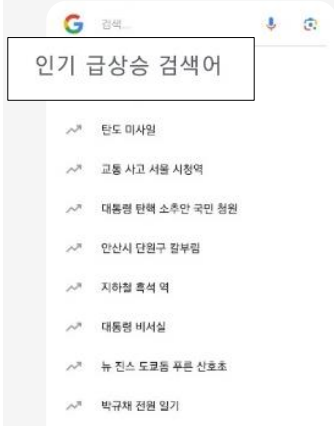 검색...
인기 급상승 검색어
탄도 미사일
교통 사고 서울 시청역
대통령 탄핵 소추안 국민 청원
안산시 단원구 칼부림
지하철 흑석 역
대통령 비서실
뉴 진스 도쿄돔 푸른 산호초
박규채 전원 일기